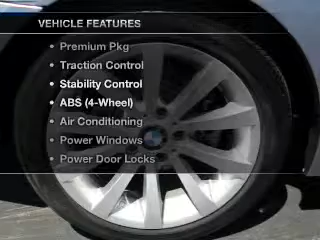 VEHICLE FEATURES
• Premium Pkg
• Traction Control
• Stability Control
• ABS (4-Wheel)
• Air Conditioning
• Power Windows
• Power Door Locks